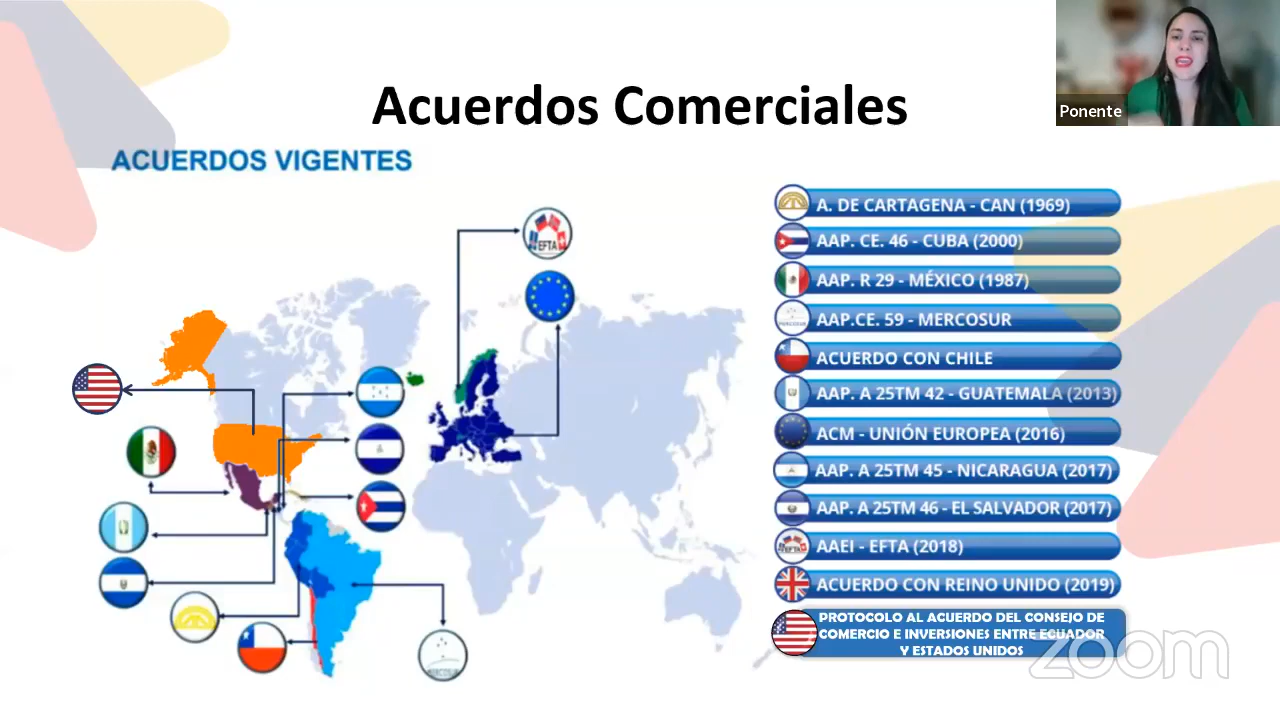 Ponente
Acuerdos Comerciales
ACUERDOS VIGENTES
EFTA
MERCOSUR
A. DE CARTAGENA - CAN (1969)
AAP. CE. 46 - CUBA (2000)
AAP. R 29 - MÉXICO (1987)
MERCOSUR
AAP.CE. 59 - MERCOSUR
ACUERDO CON CHILE
AAP. A 25TM 42 - GUATEMALA (2013)
ACM - UNIÓN EUROPEA (2016)
AAP. A 25TM 45 - NICARAGUA (2017)
AAP. A 25TM 46 - EL SALVADOR (2017)
EFTA
AAEI - EFTA (2018)
ACUERDO CON REINO UNIDO (2019)
PROTOCOLO AL ACUERDO DEL CONSEJO DE
COMERCIO E INVERSIONES ENTRE ECUADOR
Y ESTADOS UNIDOS
zoom